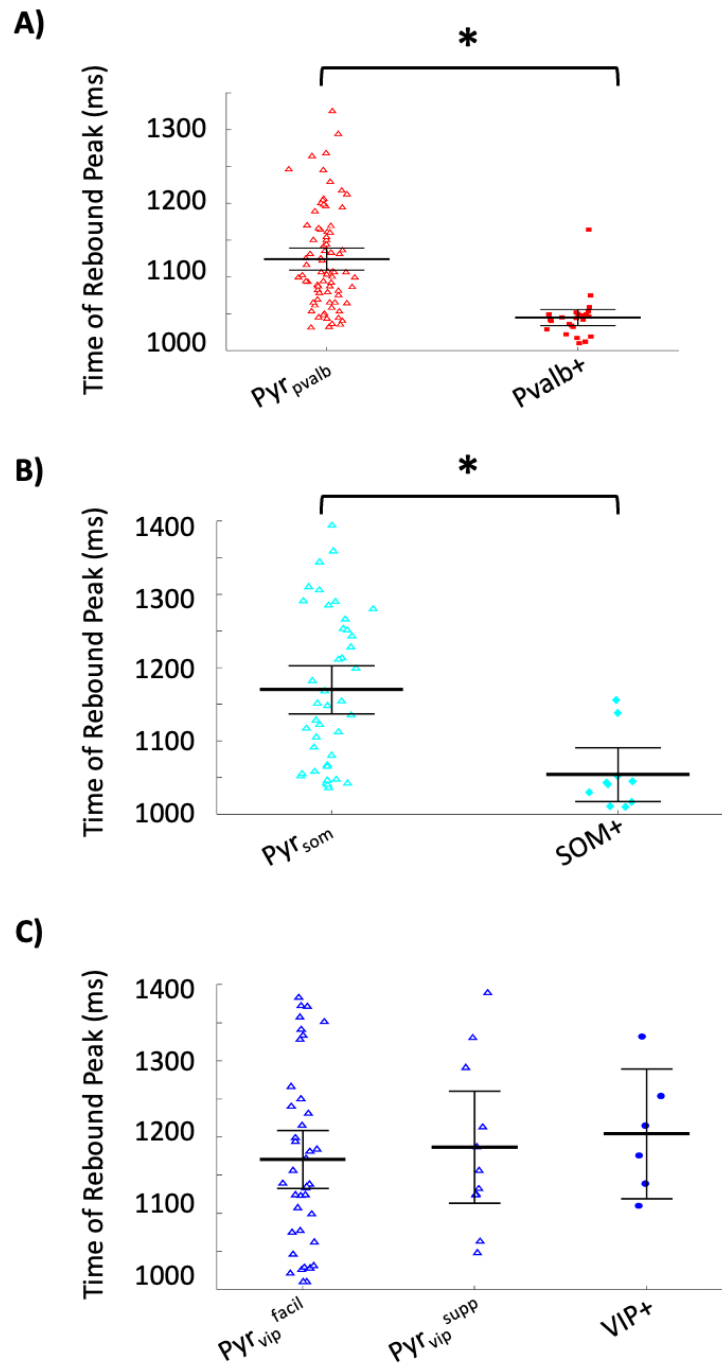 A)
*
Time of Rebound Peak (ms)
1300
1200
1100
1000
Pyr pvalb
Pvalb+
B)
*
Time of Rebound Peak (ms)
1400
1300
1200
1100
1000
Pyr som
SOM+
C)
Time of Rebound Peak (ms)
1400
1300
1200
1100
1000
Pyr vip facil
Pyr vip supp
VIP+